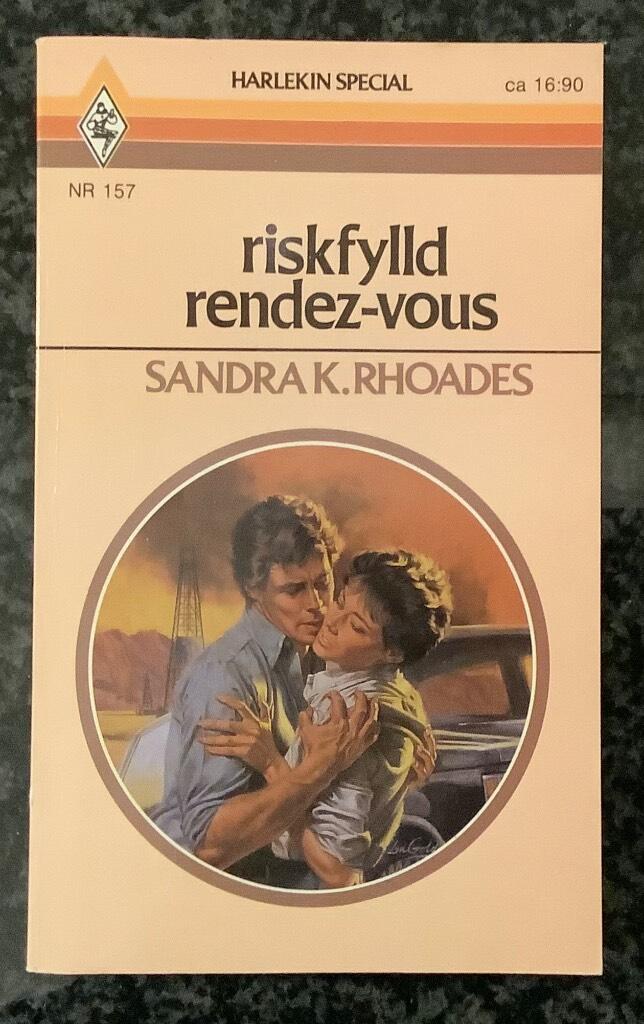 HARLEKIN SPECIAL
ca 16:90
NR 157
riskfylld
rendez-vous
SANDRA K. RHOADES